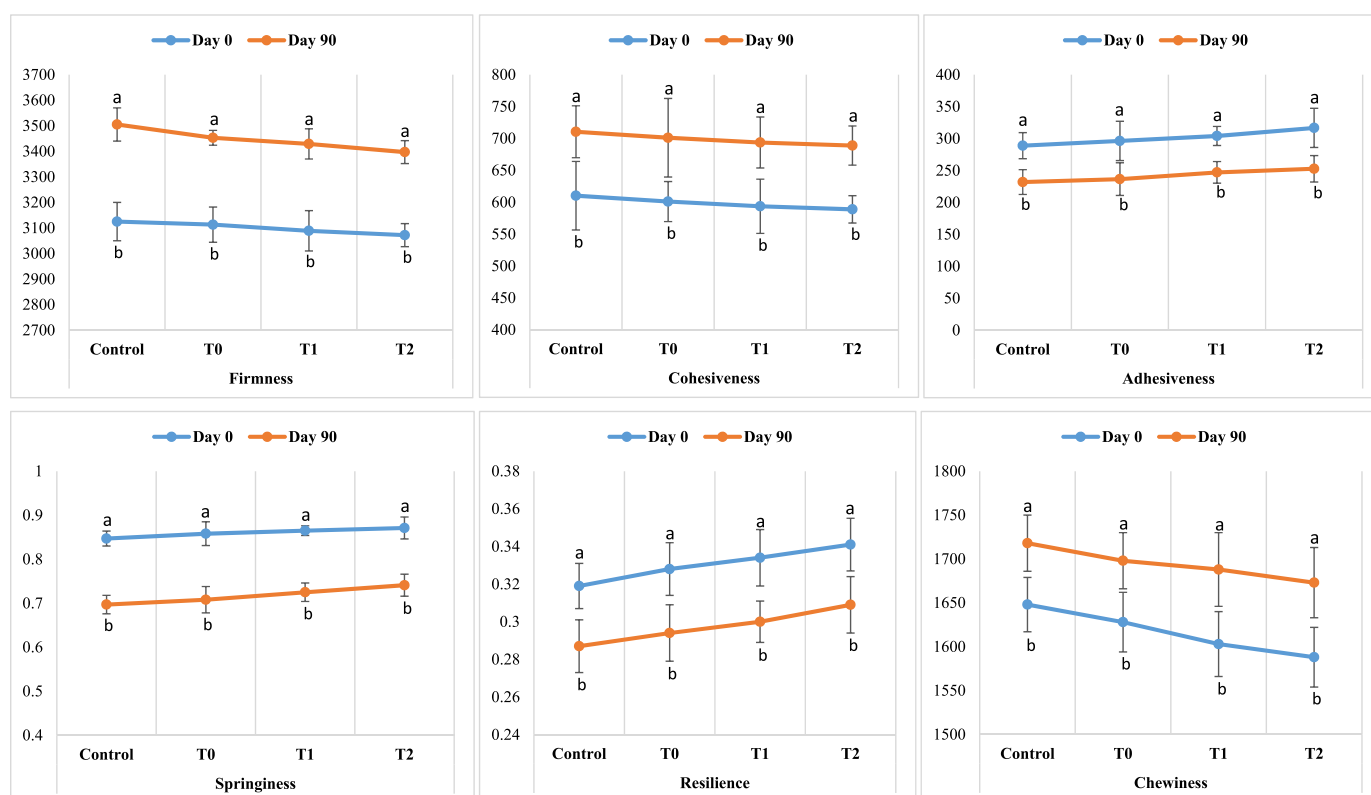 Day 0 Day 90
3700
3600
3500
3400
3300
3200
3100
3000
2900
2800
2700
a a a a
b b b b
Control T0 T1 T2
Firmness
Day 0 Day 90
800
750
700
650
600
550
500
450
400
a a a a
b b b b
Control T0 T1 T2
Cohesiveness
Day 0 Day 90
400
350
300
250
200
150
100
50
0
a a a a
b b b b
Control T0 T1 T2
Adhesiveness
Day 0 Day 90
1
0.9
0.8
0.7
0.6
0.5
0.4
a a a a
b b b b
Control T0 T1 T2
Springiness
Day 0 Day 90
0.38
0.36
0.34
0.32
0.3
0.28
0.26
0.24
a a a a
b b b b
Control T0 T1 T2
Resilience
Day 0 Day 90
1800
1750
1700
1650
1600
1550
1500
a a a a
b b b b
Control T0 T1 T2
Chewiness